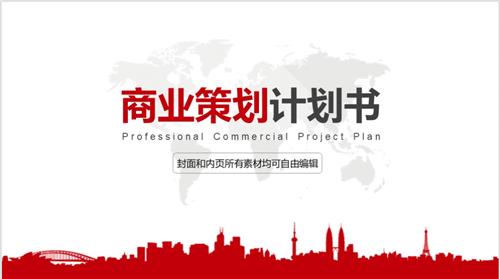 商业策划计划书
Professional Commercial Project Plan
封面和内页所有素材均可自由编辑